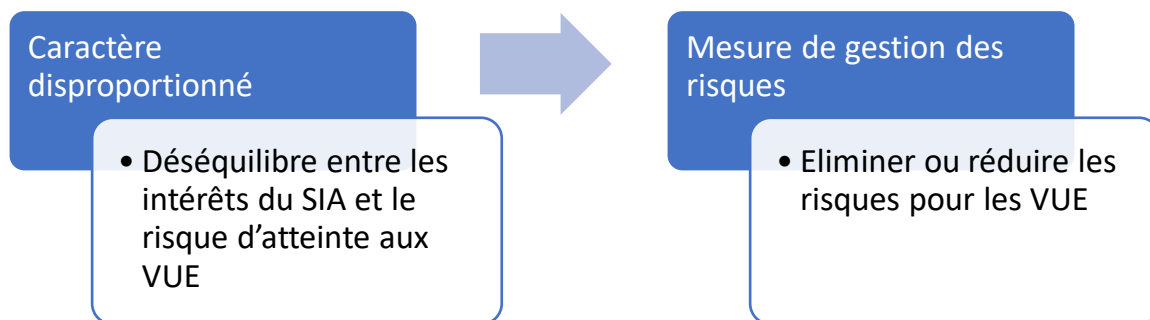 Caractère
disproportionné
• Déséquilibre entre les
intérêts du SIA et le
risque d'atteinte aux
VUE
Mesure de gestion des
risques
• Eliminer ou réduire les
risques pour les VUE